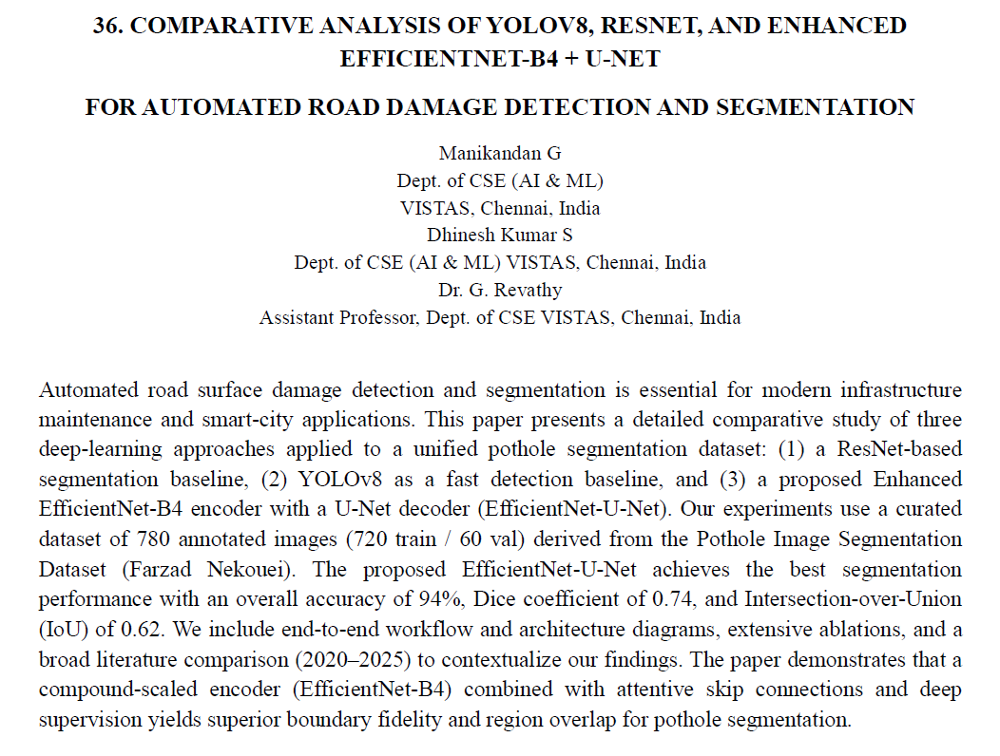 36. COMPARATIVE ANALYSIS OF YOLOV8, RESNET, AND ENHANCED
EFFICIENTNET-B4 + U-NET
FOR AUTOMATED ROAD DAMAGE DETECTION AND SEGMENTATION
Manikandan G
Dept. of CSE (AI & ML)
VISTAS, Chennai, India
Dhinesh Kumar S
Dept. of CSE (AI & ML) VISTAS, Chennai, India
Dr. G. Revathy
Assistant Professor, Dept. of CSE VISTAS, Chennai, India
Automated road surface damage detection and segmentation is essential for modern infrastructure
maintenance and smart-city applications. This paper presents a detailed comparative study of three
deep-learning approaches applied to a unified pothole segmentation dataset: (1) a ResNet-based
segmentation baseline, (2) YOLOv8 as a fast detection baseline, and (3) a proposed Enhanced
EfficientNet-B4 encoder with a U-Net decoder (EfficientNet-U-Net). Our experiments use a curated
dataset of 780 annotated images (720 train / 60 val) derived from the Pothole Image Segmentation
Dataset (Farzad Nekouei). The proposed EfficientNet-U-Net achieves the best segmentation
performance with an overall accuracy of 94%, Dice coefficient of 0.74, and Intersection-over-Union
(IoU) of 0.62. We include end-to-end workflow and architecture diagrams, extensive ablations, and a
broad literature comparison (2020–2025) to contextualize our findings. The paper demonstrates that a
compound-scaled encoder (EfficientNet-B4) combined with attentive skip connections and deep
supervision yields superior boundary fidelity and region overlap for pothole segmentation.